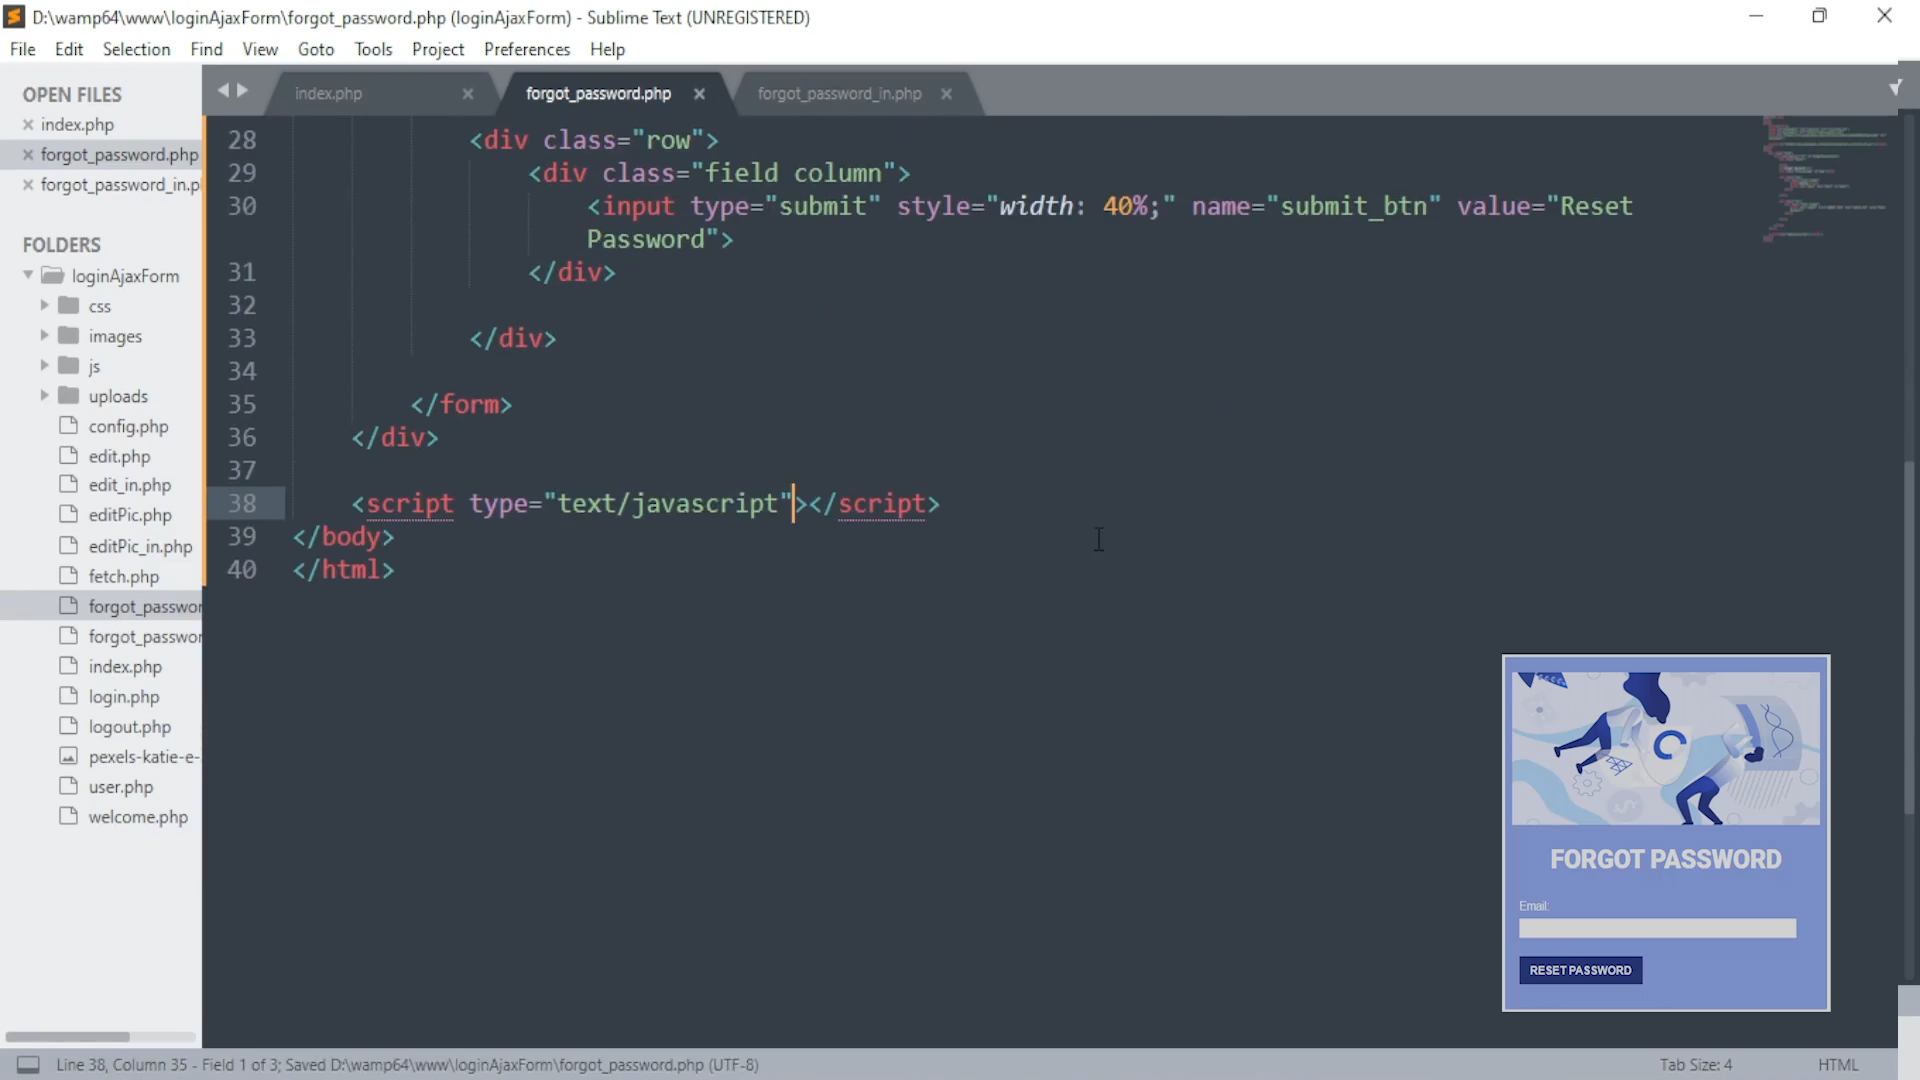 D:\wamp64\www\loginAjaxForm\forgot_password.php (loginAjaxForm) - Sublime Text (UNREGISTERED)
File Edit Selection Find View Goto Tools Project Preferences Help
OPEN FILES
index.php
forgot_password.php
forgot_password_in.p
FOLDERS
loginAjaxForm
css
images
js
uploads
config.php
edit.php
edit_in.php
editPic.php
editPic_in.php
fetch.php
forgot_passwor
forgot_passwor
index.php
login.php
logout.php
pexels-katie-e-
user.php
welcome.php
index.php forgot_password.php forgot_password_in.php
28 <div class="row">
29 <div class="field column">
30 <input type="submit" style="width: 40%;" name="submit_btn" value="Reset
Password">
31 </div>
32
33 </div>
34
35 </form>
36 </div>
37
38 <script type="text/javascript"></script>
39 </body>
40 </html>
FORGOT PASSWORD
Email:
RESET PASSWORD
Line 38, Column 35 - Field 1 of 3; Saved D:\wamp64\www\loginAjaxForm\forgot_password.php (UTF-8)
Tab Size: 4
HTML